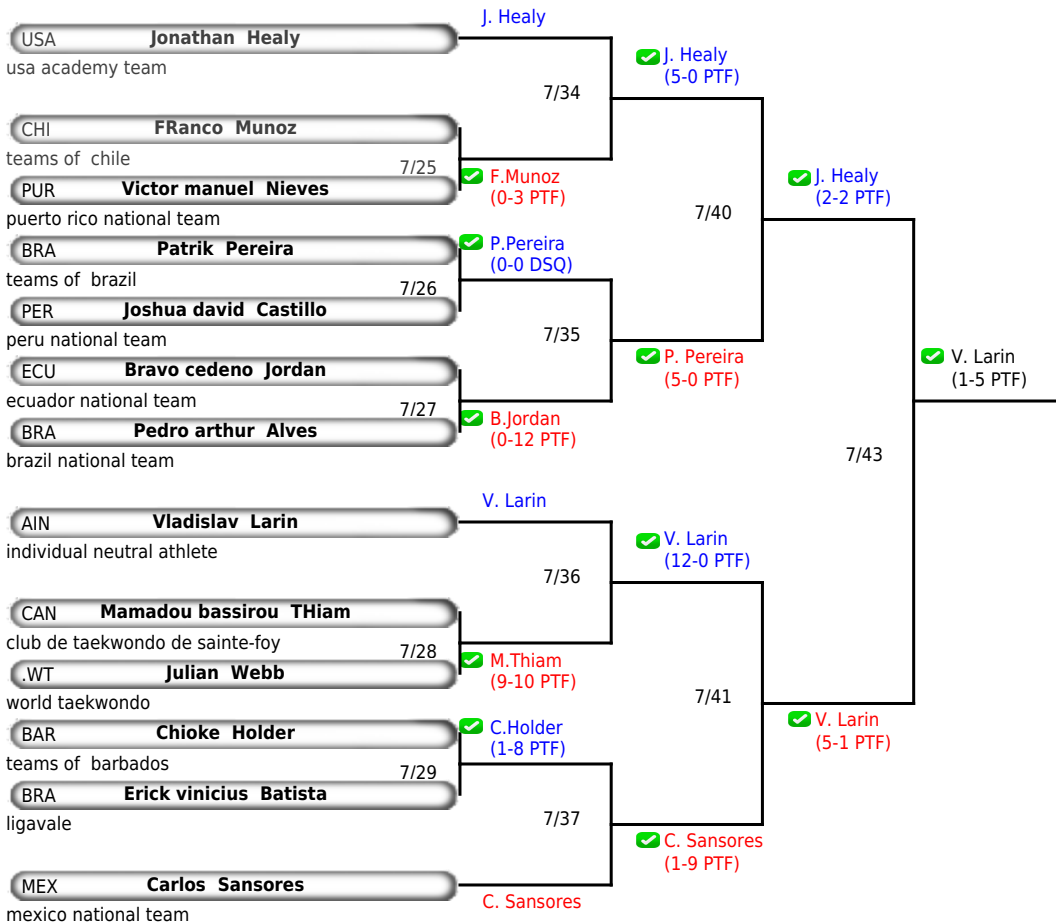 J. Healy
USA Jonathan Healy
usa academy team
J. Healy
(5-0 PTF)
7/34
CHI FRanco Munoz
teams of chile
7/25
F.Munoz
(0-3 PTF)
PUR Victor manuel Nieves
puerto rico national team
J. Healy
(2-2 PTF)
7/40
BRA Patrik Pereira
teams of brazil
P.Pereira
(0-0 DSQ)
7/26
PER Joshua david Castillo
peru national team
7/35
P. Pereira
(5-0 PTF)
ECU Bravo cedeno Jordan
ecuador national team
7/27
B.Jordan
(0-12 PTF)
BRA Pedro arthur Alves
brazil national team
V. Larin
(1-5 PTF)
7/43
V. Larin
AIN Vladislav Larin
individual neutral athlete
V. Larin
(12-0 PTF)
7/36
CAN Mamadou bassirou THiam
club de taekwondo de sainte-foy
7/28
M.Thiam
(9-10 PTF)
.WT Julian Webb
world taekwondo
7/41
V. Larin
(5-1 PTF)
BAR Chioke Holder
teams of barbados
C.Holder
(1-8 PTF)
7/29
BRA Erick vinicius Batista
ligavale
7/37
C. Sansores
(1-9 PTF)
MEX Carlos Sansores
mexico national team
C. Sansores